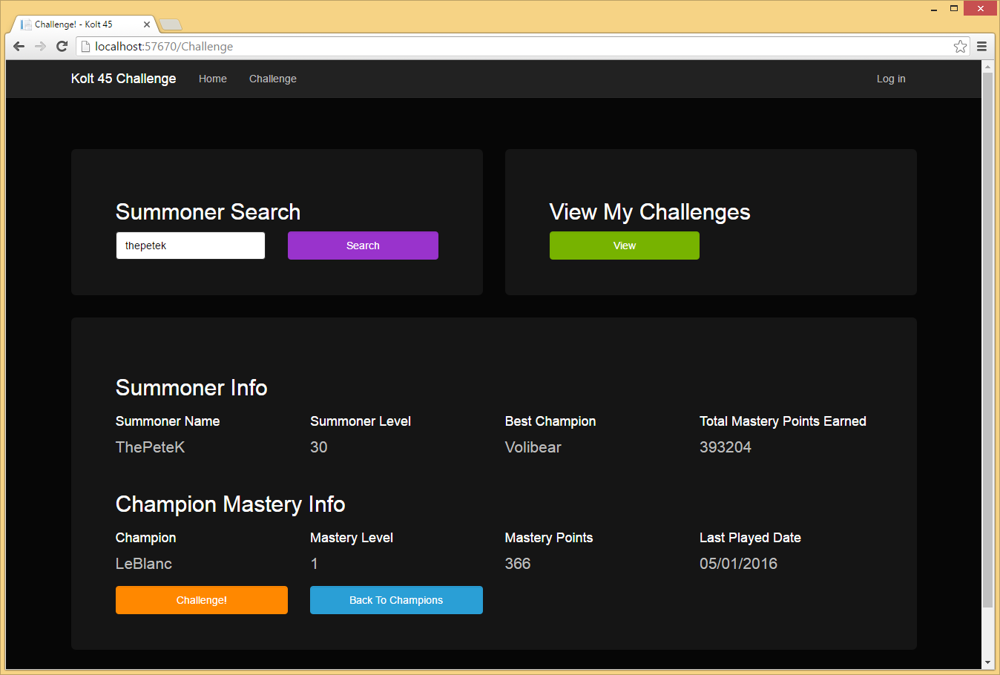 Challenge! - Kolt 45
localhost:57670/Challenge
Kolt 45 Challenge Home Challenge Log in
Summoner Search View My Challenges
thepetek Search View
Summoner Info
Summoner Name Summoner Level Best Champion Total Mastery Points Earned
ThePeteK 30 Volibear 393204
Champion Mastery Info
Champion Mastery Level Mastery Points Last Played Date
LeBlanc 1 366 05/01/2016
Challenge! Back To Champions